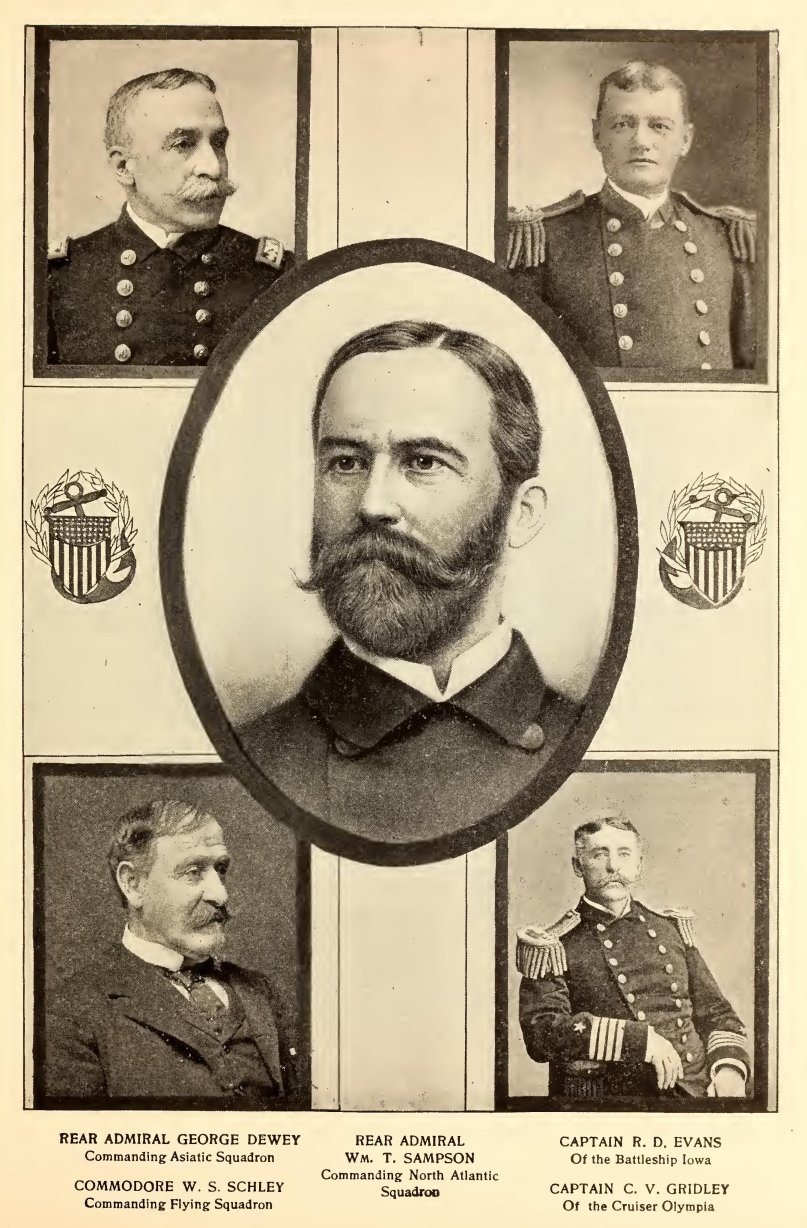 REAR ADMIRAL GEORGE DEWEY
Commanding Asiatic Squadron
COMMODORE W. S. SCHLEY
Commanding Flying Squadron
REAR ADMIRAL
WM. T. SAMPSON
Commanding North Atlantic
Squadron
CAPTAIN R. D. EVANS
Of the Battleship Iowa
CAPTAIN C. V. GRIDLEY
Of the Cruiser Olympia